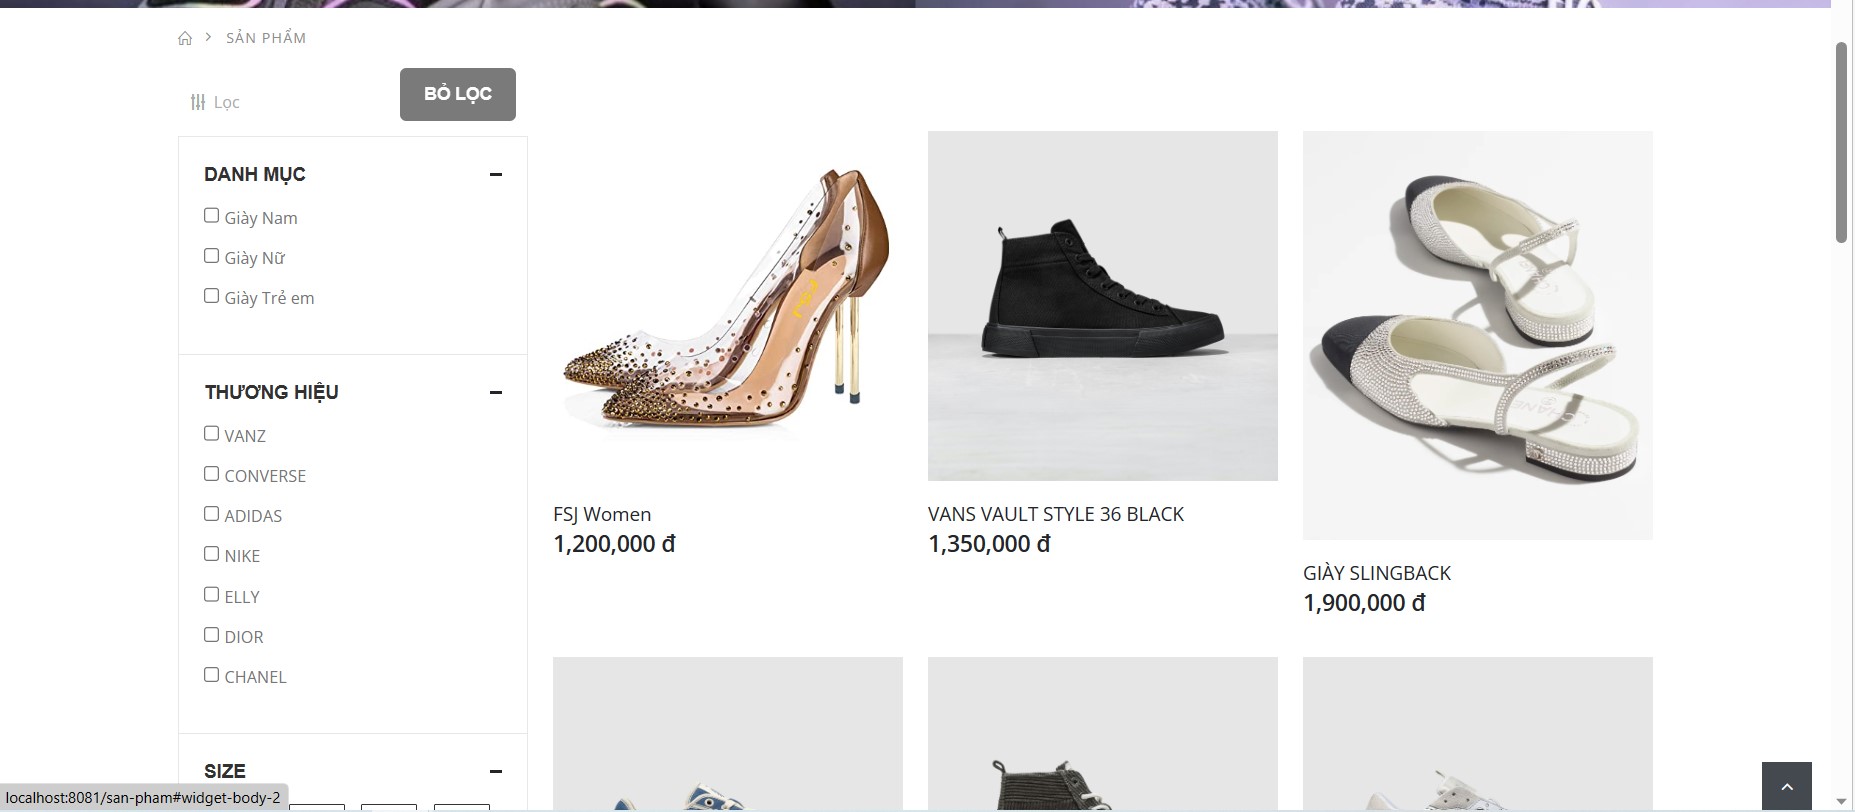 SẢN PHẨM
Lọc
BỎ LỌC
DANH MỤC
Giày Nam
Giày Nữ
Giày Trẻ em
THƯƠNG HIỆU
VANZ
CONVERSE
ADIDAS
NIKE
ELLY
DIOR
CHANEL
SIZE
FSJ
FSJ Women
1,200,000 đ
VANS VAULT STYLE 36 BLACK
1,350,000 đ
CHANEL
GIÀY SLINGBACK
1,900,000 đ
localhost:8081/san-pham#widget-body-2